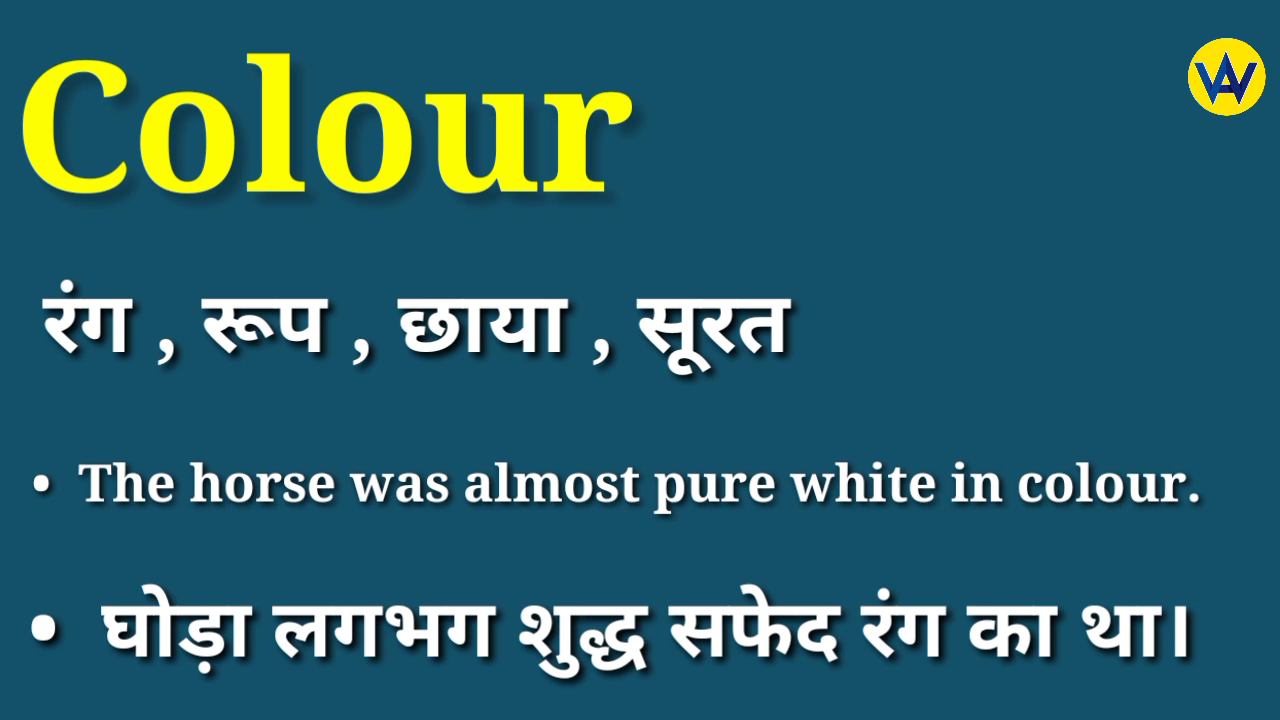 Colour
रंग , रूप , छाया , सूरत
• The horse was almost pure white in colour.
• घोड़ा लगभग शुद्ध सफेद रंग का था।